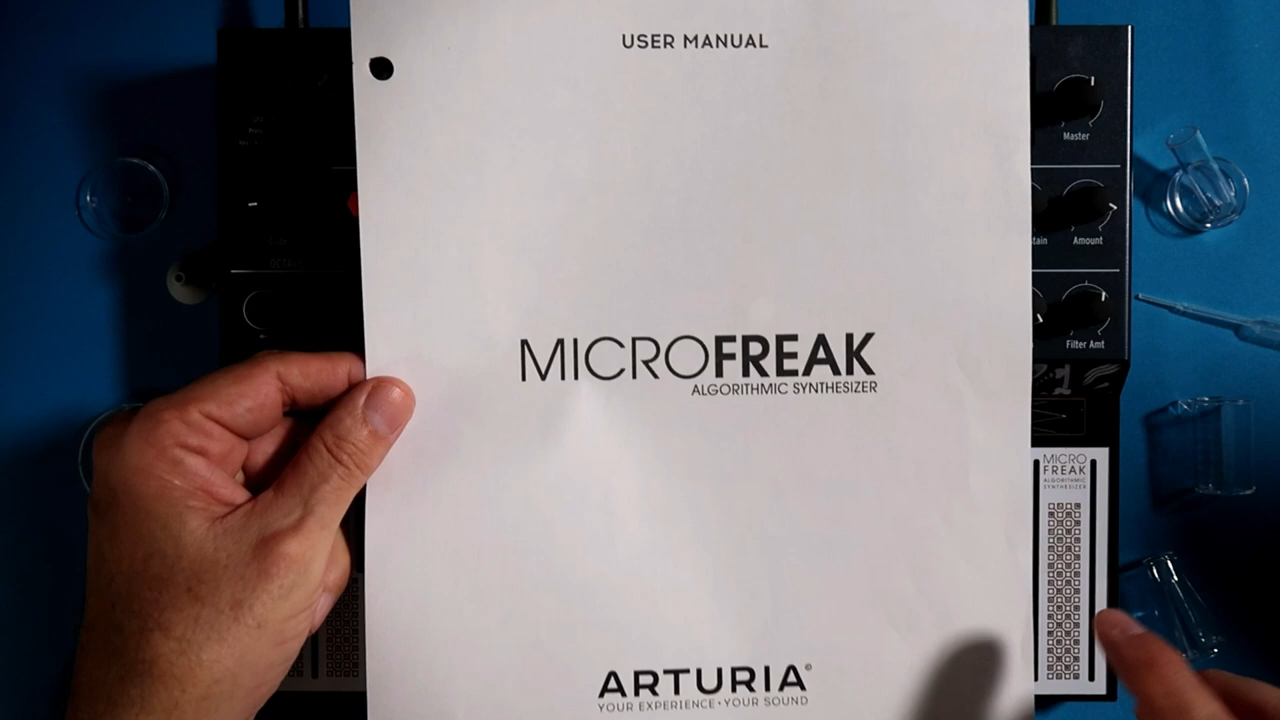 USER MANUAL
Master
Amount
Filter Amt
MICROFREAK
ALGORITHMIC SYNTHESIZER
MICRO
FREAK
ALGORITHMIC
SYNTHESIZER
ARTURIA©
YOUR EXPERIENCE • YOUR SOUND